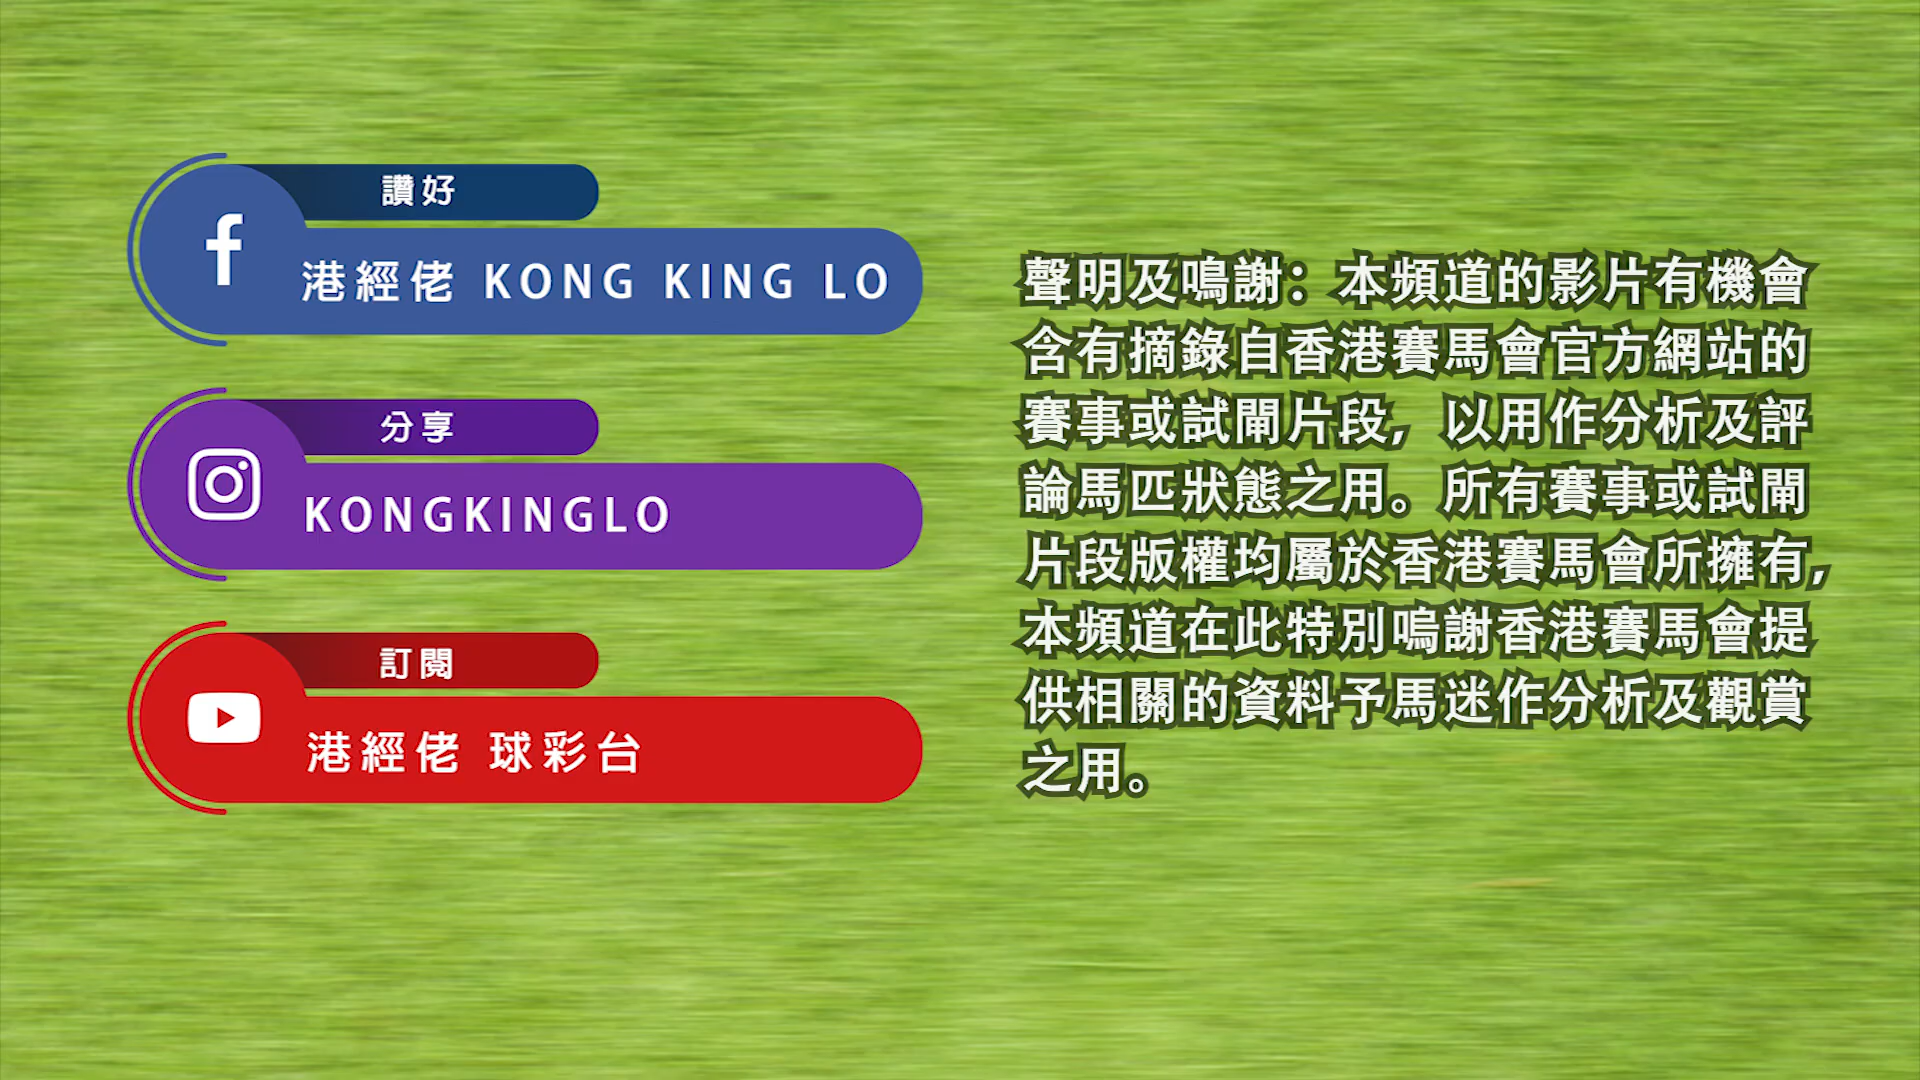 讚好
港經佬 KONG KING LO
分享
KONGKINGLO
訂閱
港經佬 球彩台
聲明及鳴謝：本頻道的影片有機會
含有摘錄自香港賽馬會官方網站的
賽事或試閘片段，以用作分析及評
論馬匹狀態之用。所有賽事或試閘
片段版權均屬於香港賽馬會所擁有,
本頻道在此特別嗚謝香港賽馬會提
供相關的資料予馬迷作分析及觀賞
之用。